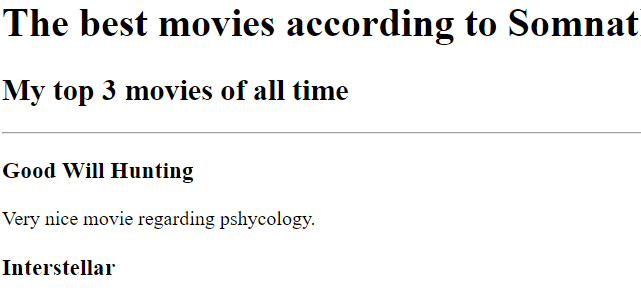 The best movies according to Somnat
My top 3 movies of all time
Good Will Hunting
Very nice movie regarding pshycology.
Interstellar